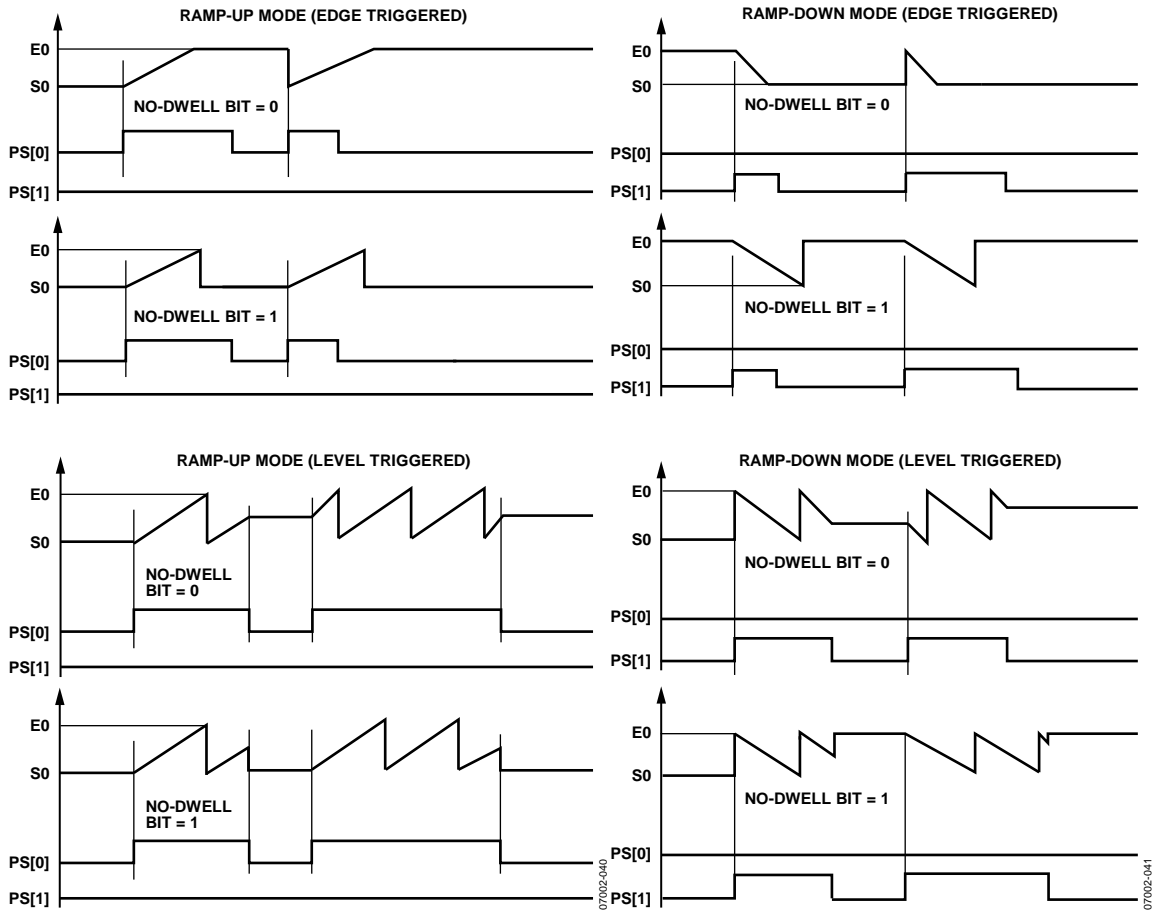 RAMP-UP MODE (EDGE TRIGGERED)
E0
S0
NO-DWELL BIT = 0
PS[0]
PS[1]
E0
S0
NO-DWELL BIT = 1
PS[0]
PS[1]
RAMP-DOWN MODE (EDGE TRIGGERED)
E0
S0
NO-DWELL BIT = 0
PS[0]
PS[1]
E0
S0
NO-DWELL BIT = 1
PS[0]
PS[1]
RAMP-UP MODE (LEVEL TRIGGERED)
E0
S0
NO-DWELL
BIT = 0
PS[0]
PS[1]
E0
S0
NO-DWELL
BIT = 1
PS[0]
PS[1]
07002-040
RAMP-DOWN MODE (LEVEL TRIGGERED)
E0
S0
NO-DWELL BIT = 0
PS[0]
PS[1]
E0
S0
NO-DWELL BIT = 1
PS[0]
PS[1]
07002-041